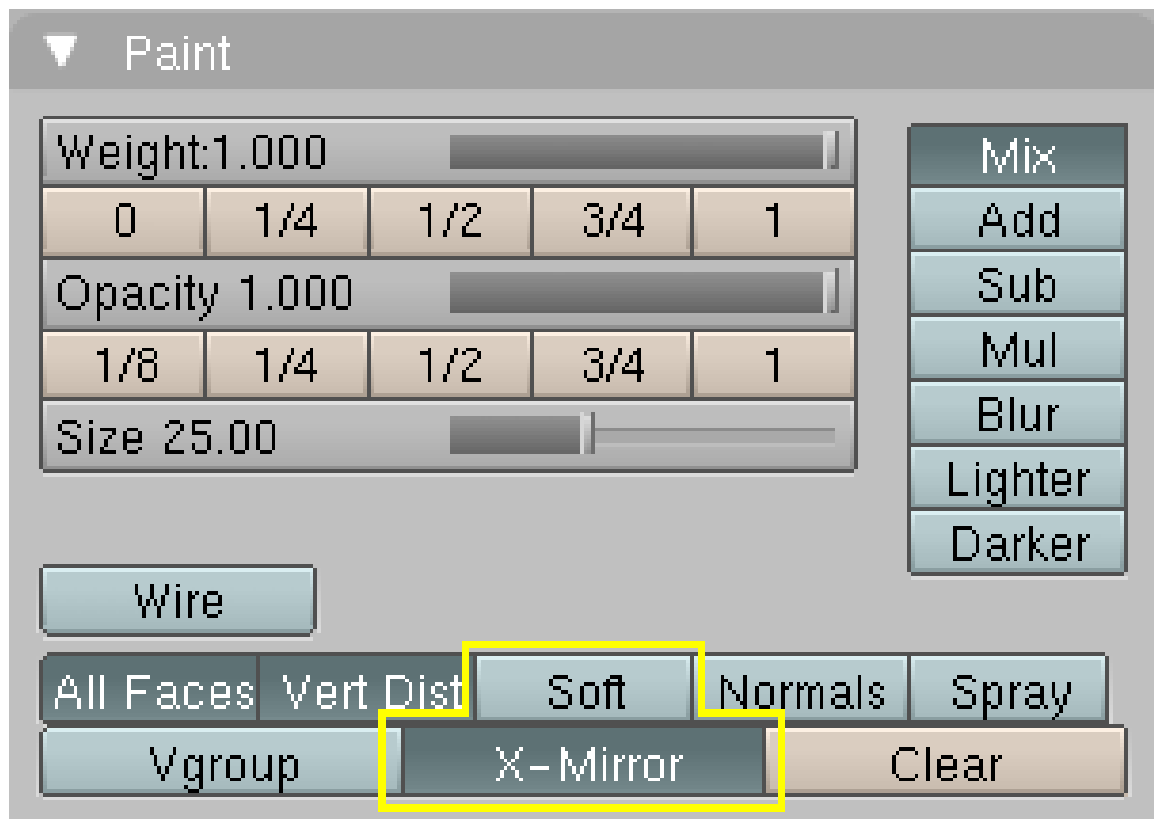 Paint
Weight:1.000
0 1/4 1/2 3/4 1
Opacity 1.000
1/8 1/4 1/2 3/4 1
Size 25.00
Mix
Add
Sub
Mul
Blur
Lighter
Darker
Wire
All Faces Vert Dist Soft Normals Spray
Vgroup X-Mirror Clear